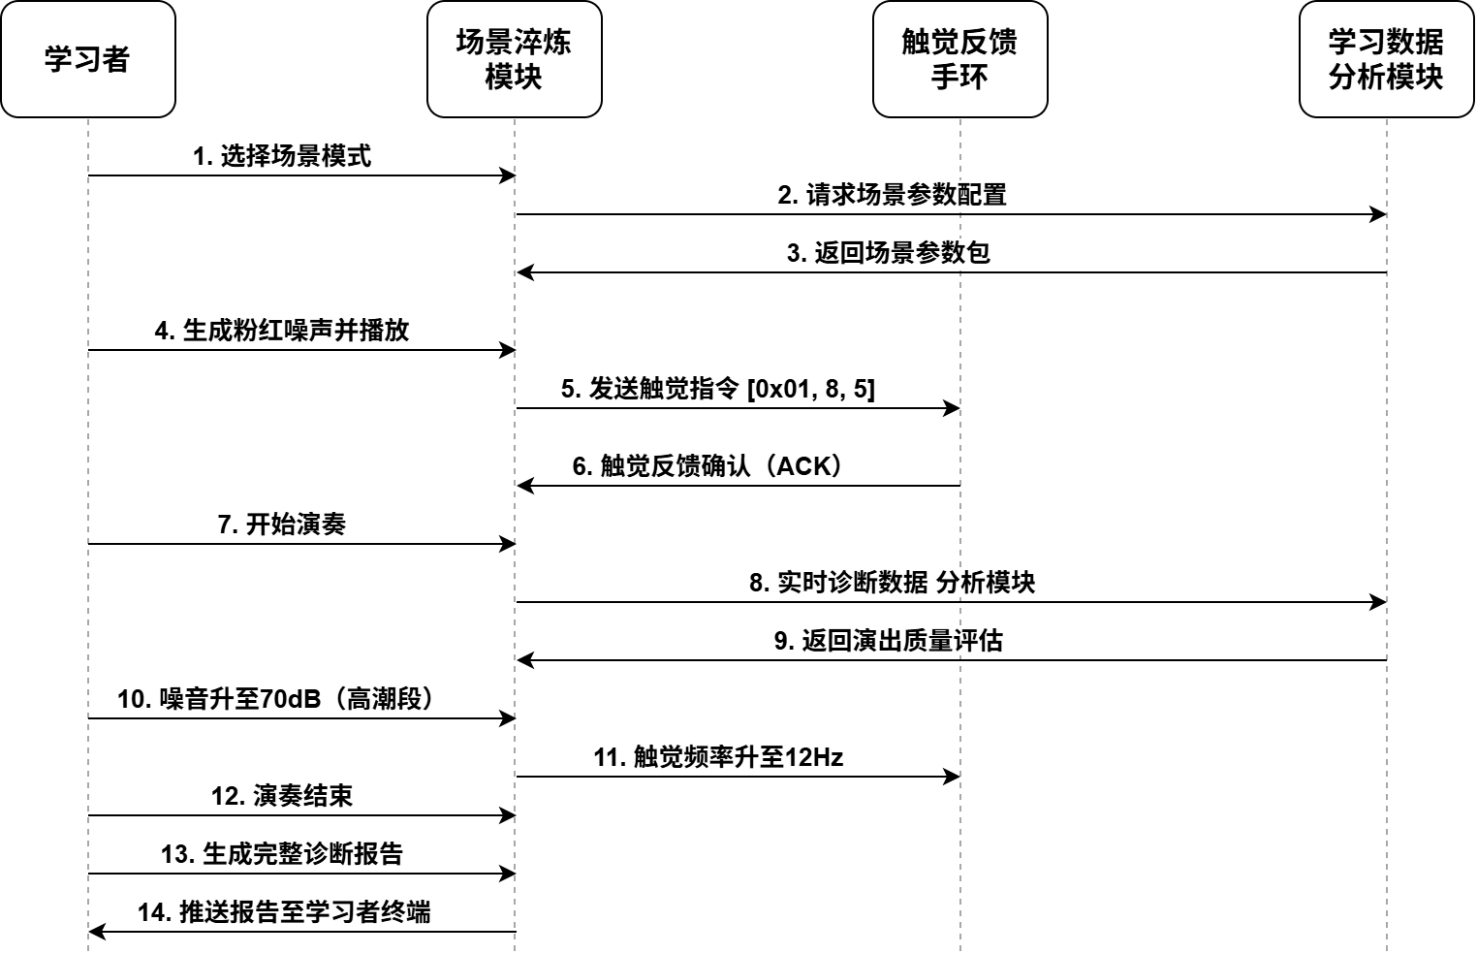 学习者
场景淬炼
模块
触觉反馈
手环
学习数据
分析模块
1. 选择场景模式
2. 请求场景参数配置
3. 返回场景参数包
4. 生成粉红噪声并播放
5. 发送触觉指令 [0x01, 8, 5]
6. 触觉反馈确认（ACK）
7. 开始演奏
8. 实时诊断数据 分析模块
9. 返回演出质量评估
10. 噪音升至70dB（高潮段）
11. 触觉频率升至12Hz
12. 演奏结束
13. 生成完整诊断报告
14. 推送报告至学习者终端